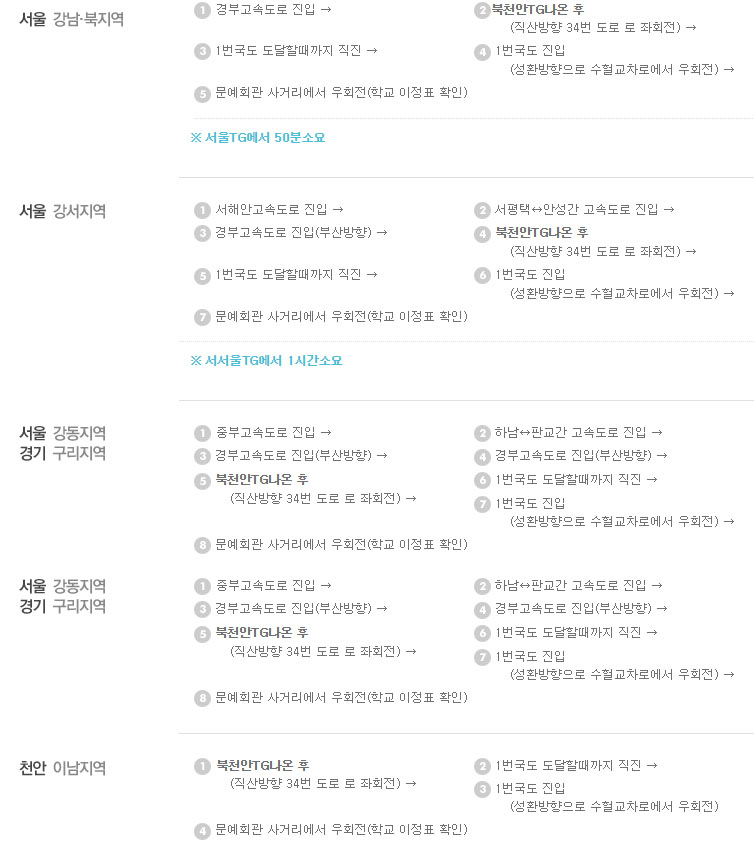 서울 강남·북지역
1 경부고속도로 진입 →
2 북천안TG나온 후
(직산방향 34번 도로 로 좌회전) →
3 1번국도 도달할때까지 직진 →
4 1번국도 진입
(성환방향으로 수헐교차로에서 우회전) →
5 문예회관 사거리에서 우회전(학교 이정표 확인)
※ 서울TG에서 50분소요
서울 강서지역
1 서해안고속도로 진입 →
2 서평택↔안성간 고속도로 진입 →
3 경부고속도로 진입(부산방향) →
4 북천안TG나온 후
(직산방향 34번 도로 로 좌회전) →
5 1번국도 도달할때까지 직진 →
6 1번국도 진입
(성환방향으로 수헐교차로에서 우회전) →
7 문예회관 사거리에서 우회전(학교 이정표 확인)
※ 서서울TG에서 1시간소요
서울 강동지역
경기 구리지역
1 중부고속도로 진입 →
2 하남↔판교간 고속도로 진입 →
3 경부고속도로 진입(부산방향) →
4 경부고속도로 진입(부산방향) →
5 북천안TG나온 후
(직산방향 34번 도로 로 좌회전) →
6 1번국도 도달할때까지 직진 →
7 1번국도 진입
(성환방향으로 수헐교차로에서 우회전) →
8 문예회관 사거리에서 우회전(학교 이정표 확인)
서울 강동지역
경기 구리지역
1 중부고속도로 진입 →
2 하남↔판교간 고속도로 진입 →
3 경부고속도로 진입(부산방향) →
4 경부고속도로 진입(부산방향) →
5 북천안TG나온 후
(직산방향 34번 도로 로 좌회전) →
6 1번국도 도달할때까지 직진 →
7 1번국도 진입
(성환방향으로 수헐교차로에서 우회전) →
8 문예회관 사거리에서 우회전(학교 이정표 확인)
천안 이남지역
1 북천안TG나온 후
(직산방향 34번 도로 로 좌회전) →
2 1번국도 도달할때까지 직진 →
3 1번국도 진입
(성환방향으로 수헐교차로에서 우회전)
4 문예회관 사거리에서 우회전(학교 이정표 확인)